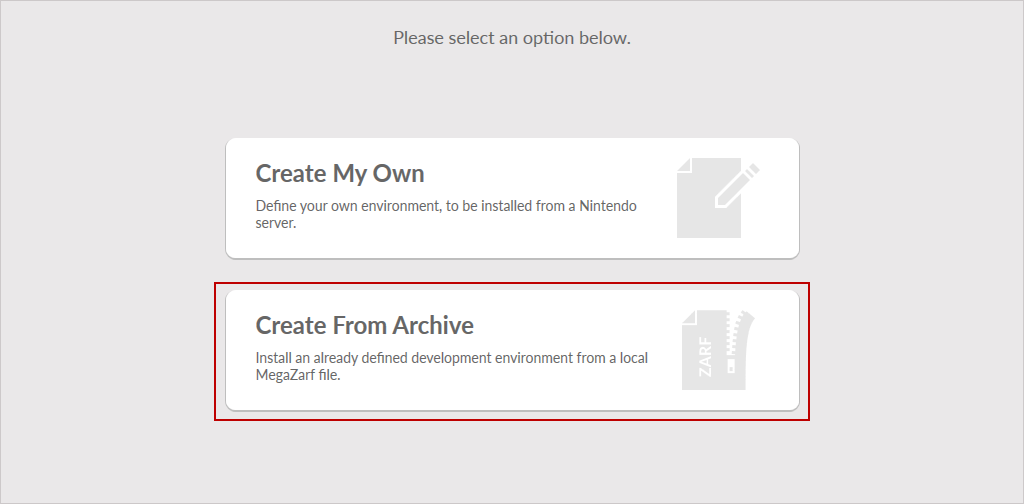 Please select an option below.
Create My Own
Define your own environment, to be installed from a Nintendo
server.
Create From Archive
Install an already defined development environment from a local
MegaZarf file.
ZARF